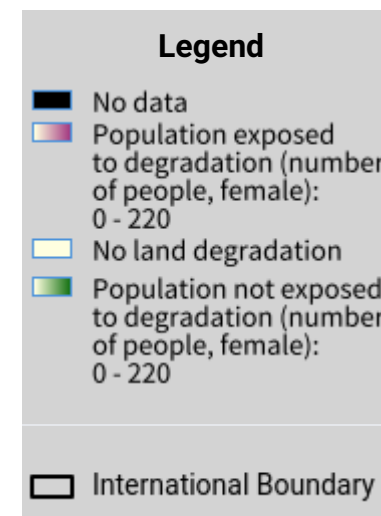 Legend
No data
Population exposed
to degradation (number
of people, female):
0 - 220
No land degradation
Population not exposed
to degradation (number
of people, female):
0 - 220
International Boundary